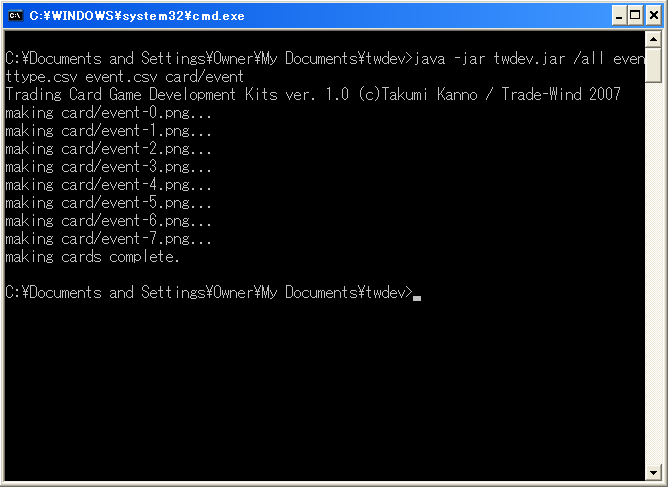 C:¥WINDOWS¥system32¥cmd.exe
C:¥Documents and Settings¥Owner¥My Documents¥twdev>java -jar twdev.jar /all even
ttype.csv event.csv card/event
Trading Card Game Development Kits ver. 1.0 (c)Takumi Kanno / Trade-Wind 2007
making card/event-0.png...
making card/event-1.png...
making card/event-2.png...
making card/event-3.png...
making card/event-4.png...
making card/event-5.png...
making card/event-6.png...
making card/event-7.png...
making cards complete.
C:¥Documents and Settings¥Owner¥My Documents¥twdev>